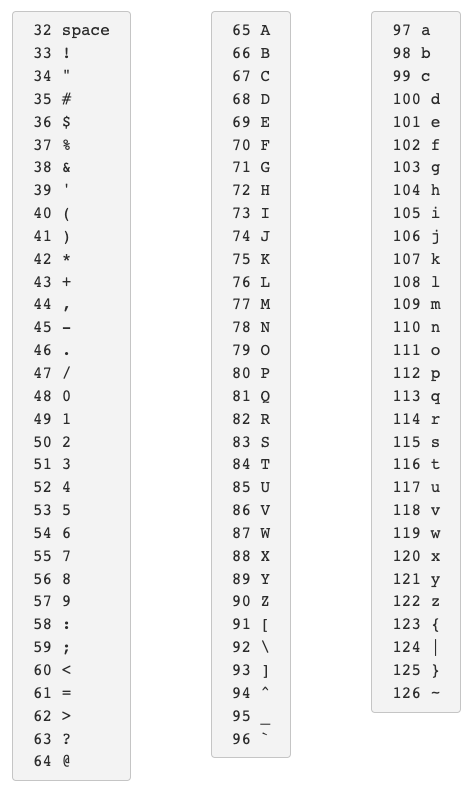 32 space
33 !
34 "
35 #
36 $
37 %
38 &
39 '
40 (
41 )
42 *
43 +
44 ,
45 -
46 .
47 /
48 0
49 1
50 2
51 3
52 4
53 5
54 6
55 7
56 8
57 9
58 :
59 ;
60 <
61 =
62 >
63 ?
64 @
65 A
66 B
67 C
68 D
69 E
70 F
71 G
72 H
73 I
74 J
75 K
76 L
77 M
78 N
79 O
80 P
81 Q
82 R
83 S
84 T
85 U
86 V
87 W
88 X
89 Y
90 Z
91 [
92 \
93 ]
94 ^
95 _
96 `
97 a
98 b
99 c
100 d
101 e
102 f
103 g
104 h
105 i
106 j
107 k
108 l
109 m
110 n
111 o
112 p
113 q
114 r
115 s
116 t
117 u
118 v
119 w
120 x
121 y
122 z
123 {
124 |
125 }
126 ~